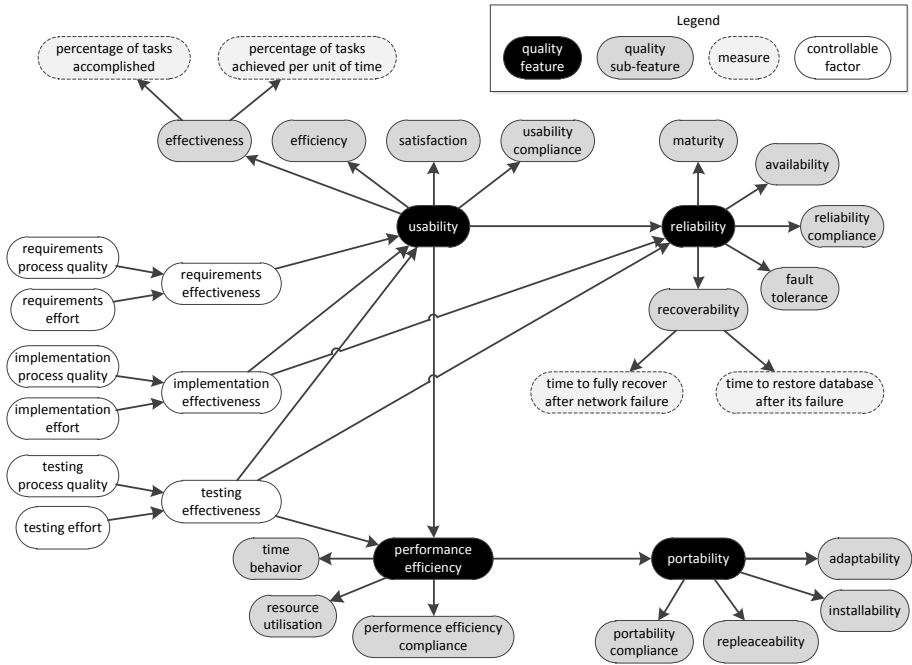 Legend
quality
feature
quality
sub-feature
measure
controllable
factor
percentage of tasks
accomplished
percentage of tasks
achieved per unit of time
effectiveness
efficiency
satisfaction
usability
compliance
maturity
availability
usability
reliability
reliability
compliance
requirements
process quality
requirements
effectiveness
requirements
effort
fault
tolerance
recoverability
implementation
process quality
implementation
effectiveness
implementation
effort
time to fully recover
after network failure
time to restore database
after its failure
testing
process quality
testing
effectiveness
testing effort
time
behavior
performance
efficiency
portability
adaptability
resource
utilisation
performence efficiency
compliance
portability
compliance
repleaceability
installability